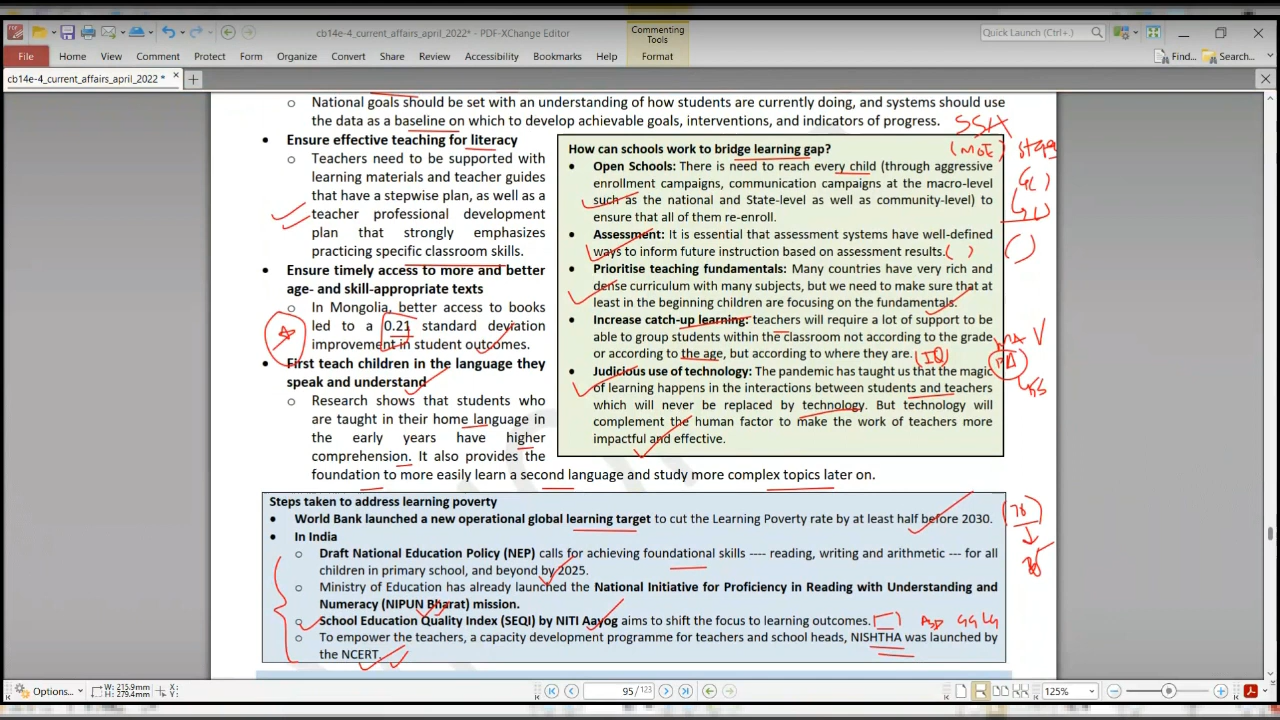 cb14e-4_current_affairs_april_2022* - PDF-XChange Editor
Commenting Tools
Quick Launch (Ctrl+.)
File Home View Comment Protect Form Organize Convert Share Review Accessibility Bookmarks Help Format Find... Search...
cb14e-4_current_affairs_april_2022 *
○ National goals should be set with an understanding of how students are currently doing, and systems should use
the data as a baseline on which to develop achievable goals, interventions, and indicators of progress.
SSA
(MoE)
• Ensure effective teaching for literacy
○ Teachers need to be supported with
learning materials and teacher guides
that have a stepwise plan, as well as a
teacher professional development
plan that strongly emphasizes
practicing specific classroom skills.
• Ensure timely access to more and better
age- and skill-appropriate texts
○ In Mongolia, better access to books
led to a 0.21 standard deviation
improvement in student outcomes.
• First teach children in the language they
speak and understand
○ Research shows that students who
are taught in their home language in
the early years have higher
comprehension. It also provides the
foundation to more easily learn a second language and study more complex topics later on.
How can schools work to bridge learning gap?
• Open Schools: There is need to reach every child (through aggressive
enrollment campaigns, communication campaigns at the macro-level
such as the national and State-level as well as community-level) to
ensure that all of them re-enroll.
• Assessment: It is essential that assessment systems have well-defined
ways to inform future instruction based on assessment results. ( )
• Prioritise teaching fundamentals: Many countries have very rich and
dense curriculum with many subjects, but we need to make sure that at
least in the beginning children are focusing on the fundamentals.
• Increase catch-up learning: teachers will require a lot of support to be
able to group students within the classroom not according to the grade
or according to the age, but according to where they are. (IQ)
• Judicious use of technology: The pandemic has taught us that the magic
of learning happens in the interactions between students and teachers
which will never be replaced by technology. But technology will
complement the human factor to make the work of teachers more
impactful and effective.
Steps taken to address learning poverty
• World Bank launched a new operational global learning target to cut the Learning Poverty rate by at least half before 2030.
• In India
○ Draft National Education Policy (NEP) calls for achieving foundational skills ---- reading, writing and arithmetic --- for all
children in primary school, and beyond by 2025.
○ Ministry of Education has already launched the National Initiative for Proficiency in Reading with Understanding and
Numeracy (NIPUN Bharat) mission.
○ School Education Quality Index (SEQI) by NITI Aayog aims to shift the focus to learning outcomes.
○ To empower the teachers, a capacity development programme for teachers and school heads, NISHTHA was launched by
the NCERT.
Options... W: 215.9mm X:
H: 279.4mm Y:
95 / 123
125%